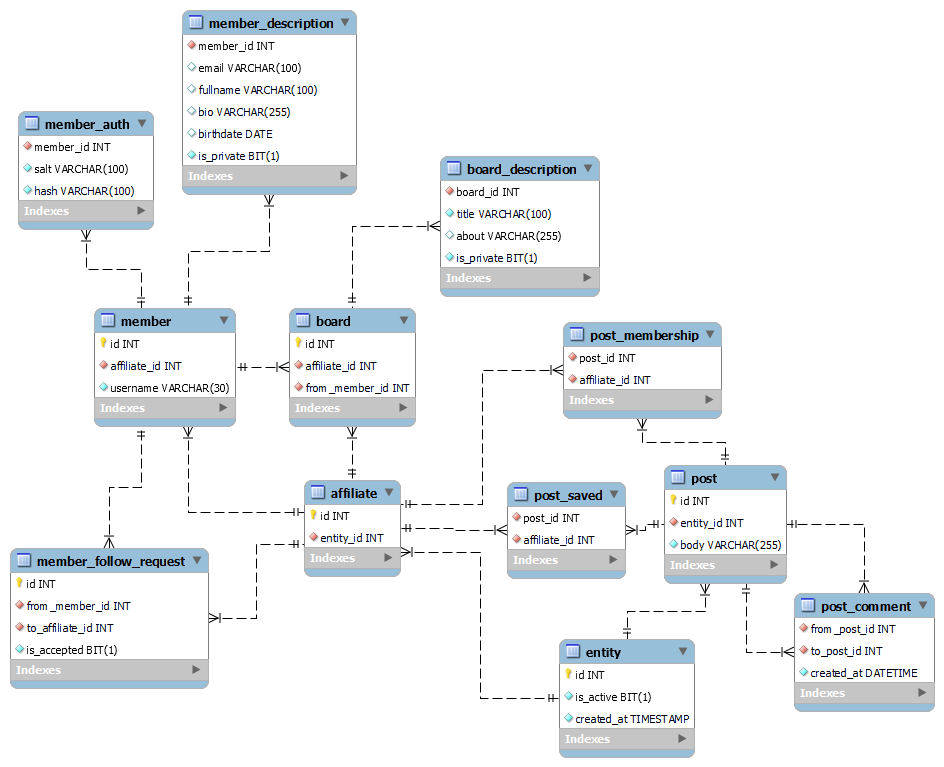 member_description
member_id INT
email VARCHAR(100)
fullname VARCHAR(100)
bio VARCHAR(255)
birthdate DATE
is_private BIT(1)
Indexes
member_auth
member_id INT
salt VARCHAR(100)
hash VARCHAR(100)
Indexes
board_description
board_id INT
title VARCHAR(100)
about VARCHAR(255)
is_private BIT(1)
Indexes
member
id INT
affiliate_id INT
username VARCHAR(30)
Indexes
board
id INT
affiliate_id INT
from_member_id INT
Indexes
post_membership
post_id INT
affiliate_id INT
Indexes
affiliate
id INT
entity_id INT
Indexes
post_saved
post_id INT
affiliate_id INT
Indexes
post
id INT
entity_id INT
body VARCHAR(255)
Indexes
member_follow_request
id INT
from_member_id INT
to_affiliate_id INT
is_accepted BIT(1)
Indexes
post_comment
from_post_id INT
to_post_id INT
created_at DATETIME
Indexes
entity
id INT
is_active BIT(1)
created_at TIMESTAMP
Indexes